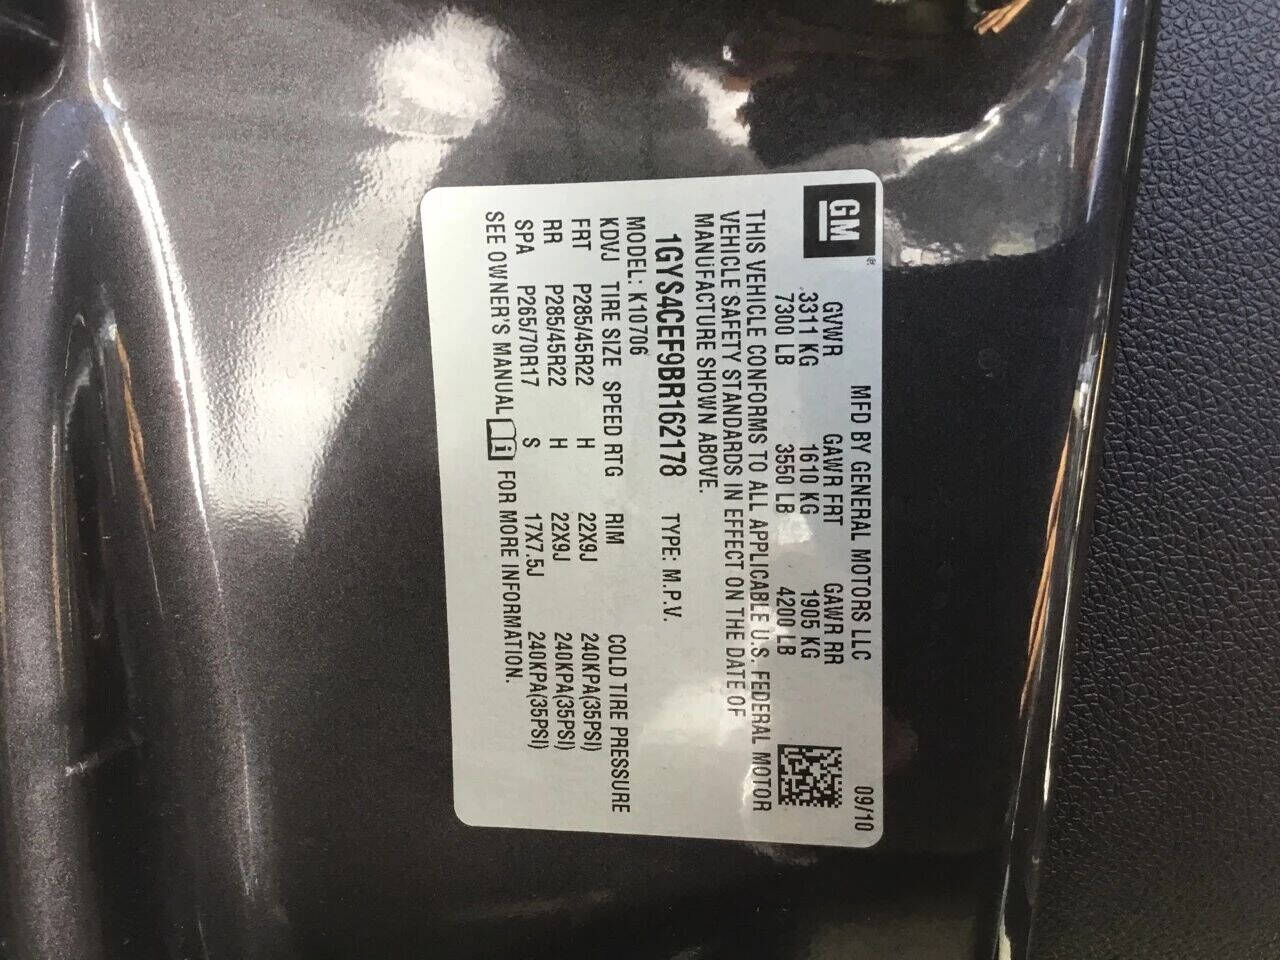 GM
MFD BY GENERAL MOTORS LLC 09/10
GVWR GAWR FRT GAWR RR
3311 KG 1610 KG 1905 KG
7300 LB 3550 LB 4200 LB
THIS VEHICLE CONFORMS TO ALL APPLICABLE U.S. FEDERAL MOTOR
VEHICLE SAFETY STANDARDS IN EFFECT ON THE DATE OF
MANUFACTURE SHOWN ABOVE.
1GYS4CEF9BR162178 TYPE: M.P.V.
MODEL: K10706
KDVJ TIRE SIZE SPEED RTG RIM COLD TIRE PRESSURE
FRT P285/45R22 H 22X9J 240KPA(35PSI)
RR P285/45R22 H 22X9J 240KPA(35PSI)
SPA P265/70R17 S 17X7.5J 240KPA(35PSI)
SEE OWNER'S MANUAL FOR MORE INFORMATION.